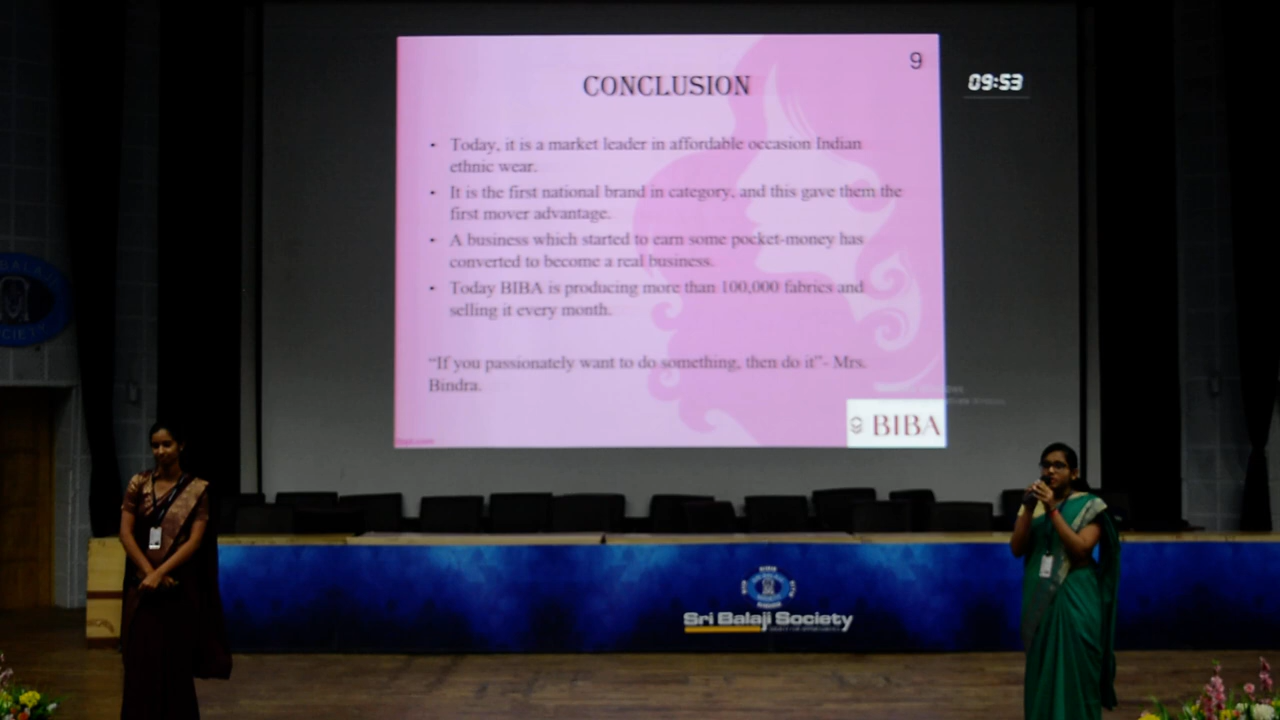 9
CONCLUSION
09:53
• Today, it is a market leader in affordable occasion Indian
ethnic wear.
• It is the first national brand in category, and this gave them the
first mover advantage.
• A business which started to earn some pocket-money has
converted to become a real business.
• Today BIBA is producing more than 100,000 fabrics and
selling it every month.
“If you passionately want to do something, then do it”- Mrs.
Bindra.
BIBA
BALAJI
SOCIETY
Sri Balaji Society